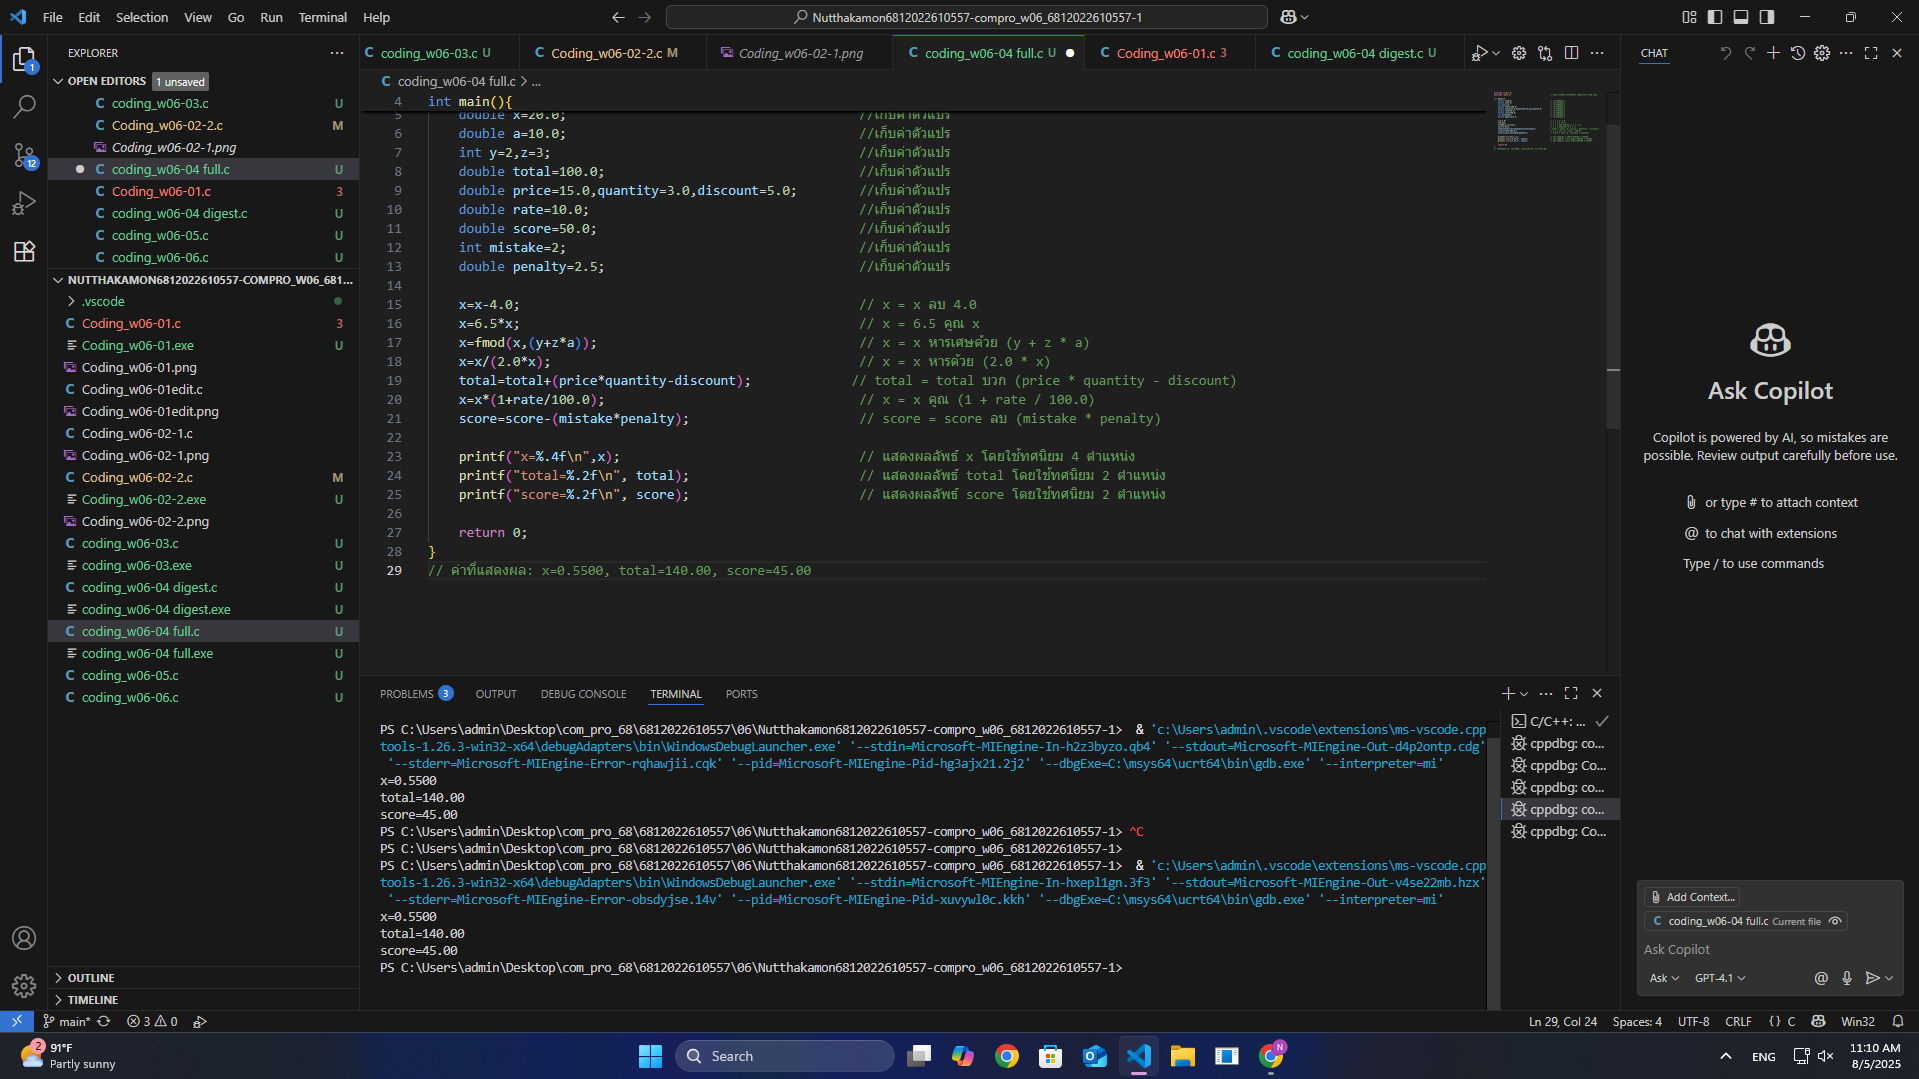 File Edit Selection View Go Run Terminal Help
Nutthakamon6812022610557-compro_w06_6812022610557-1
EXPLORER
OPEN EDITORS 1 unsaved
C coding_w06-03.c U
C Coding_w06-02-2.c M
Coding_w06-02-1.png
C coding_w06-04 full.c U
C Coding_w06-01.c 3
C coding_w06-04 digest.c U
C coding_w06-05.c U
C coding_w06-06.c U
NUTTHAKAMON6812022610557-COMPRO_W06_681...
.vscode
C Coding_w06-01.c 3
Coding_w06-01.exe U
Coding_w06-01.png
C Coding_w06-01edit.c
Coding_w06-01edit.png
C Coding_w06-02-1.c
Coding_w06-02-1.png
C Coding_w06-02-2.c M
Coding_w06-02-2.exe U
Coding_w06-02-2.png
C coding_w06-03.c U
coding_w06-03.exe U
C coding_w06-04 digest.c U
coding_w06-04 digest.exe U
C coding_w06-04 full.c U
coding_w06-04 full.exe U
C coding_w06-05.c U
C coding_w06-06.c U
OUTLINE
TIMELINE
C coding_w06-03.c U C Coding_w06-02-2.c M Coding_w06-02-1.png C coding_w06-04 full.c U C Coding_w06-01.c 3 C coding_w06-04 digest.c U
C coding_w06-04 full.c > ...
4 int main(){
5 double x=20.0; //เก็บค่าตัวแปร
6 double a=10.0; //เก็บค่าตัวแปร
7 int y=2,z=3; //เก็บค่าตัวแปร
8 double total=100.0; //เก็บค่าตัวแปร
9 double price=15.0,quantity=3.0,discount=5.0; //เก็บค่าตัวแปร
10 double rate=10.0; //เก็บค่าตัวแปร
11 double score=50.0; //เก็บค่าตัวแปร
12 int mistake=2; //เก็บค่าตัวแปร
13 double penalty=2.5; //เก็บค่าตัวแปร
14
15 x=x-4.0; // x = x ลบ 4.0
16 x=6.5*x; // x = 6.5 คูณ x
17 x=fmod(x,(y+z*a)); // x = x หารเศษด้วย (y + z * a)
18 x=x/(2.0*x); // x = x หารด้วย (2.0 * x)
19 total=total+(price*quantity-discount); // total = total บวก (price * quantity - discount)
20 x=x*(1+rate/100.0); // x = x คูณ (1 + rate / 100.0)
21 score=score-(mistake*penalty); // score = score ลบ (mistake * penalty)
22
23 printf("x=%.4f\n",x); // แสดงผลลัพธ์ x โดยใช้ทศนิยม 4 ตำแหน่ง
24 printf("total=%.2f\n", total); // แสดงผลลัพธ์ total โดยใช้ทศนิยม 2 ตำแหน่ง
25 printf("score=%.2f\n", score); // แสดงผลลัพธ์ score โดยใช้ทศนิยม 2 ตำแหน่ง
26
27 return 0;
28 }
29 // ค่าที่แสดงผล: x=0.5500, total=140.00, score=45.00
PROBLEMS 3 OUTPUT DEBUG CONSOLE TERMINAL PORTS
PS C:\Users\admin\Desktop\com_pro_68\6812022610557\06\Nutthakamon6812022610557-compro_w06_6812022610557-1> & 'c:\Users\admin\.vscode\extensions\ms-vscode.cpp
tools-1.26.3-win32-x64\debugAdapters\bin\WindowsDebugLauncher.exe' '--stdin=Microsoft-MIEngine-In-h2z3byzo.qb4' '--stdout=Microsoft-MIEngine-Out-d4p2ontp.cdg'
'--stderr=Microsoft-MIEngine-Error-rqhawjii.cqk' '--pid=Microsoft-MIEngine-Pid-hg3ajx21.2j2' '--dbgExe=C:\msys64\ucrt64\bin\gdb.exe' '--interpreter=mi'
x=0.5500
total=140.00
score=45.00
PS C:\Users\admin\Desktop\com_pro_68\6812022610557\06\Nutthakamon6812022610557-compro_w06_6812022610557-1> ^C
PS C:\Users\admin\Desktop\com_pro_68\6812022610557\06\Nutthakamon6812022610557-compro_w06_6812022610557-1>
PS C:\Users\admin\Desktop\com_pro_68\6812022610557\06\Nutthakamon6812022610557-compro_w06_6812022610557-1> & 'c:\Users\admin\.vscode\extensions\ms-vscode.cpp
tools-1.26.3-win32-x64\debugAdapters\bin\WindowsDebugLauncher.exe' '--stdin=Microsoft-MIEngine-In-hxepl1gn.3f3' '--stdout=Microsoft-MIEngine-Out-v4se22mb.hzx'
'--stderr=Microsoft-MIEngine-Error-obsdyjse.14v' '--pid=Microsoft-MIEngine-Pid-xuvywl0c.kkh' '--dbgExe=C:\msys64\ucrt64\bin\gdb.exe' '--interpreter=mi'
x=0.5500
total=140.00
score=45.00
PS C:\Users\admin\Desktop\com_pro_68\6812022610557\06\Nutthakamon6812022610557-compro_w06_6812022610557-1>
C/C++: ...
cppdbg: co...
cppdbg: Co...
cppdbg: co...
cppdbg: co...
cppdbg: Co...
CHAT
Ask Copilot
Copilot is powered by AI, so mistakes are
possible. Review output carefully before use.
or type # to attach context
@ to chat with extensions
Type / to use commands
Add Context...
C coding_w06-04 full.c Current file
Ask Copilot
Ask GPT-4.1
1
12
main* 3 0
Ln 29, Col 24 Spaces: 4 UTF-8 CRLF {} C Win32
2 91°F
Partly sunny
Search
N
ENG
11:10 AM
8/5/2025